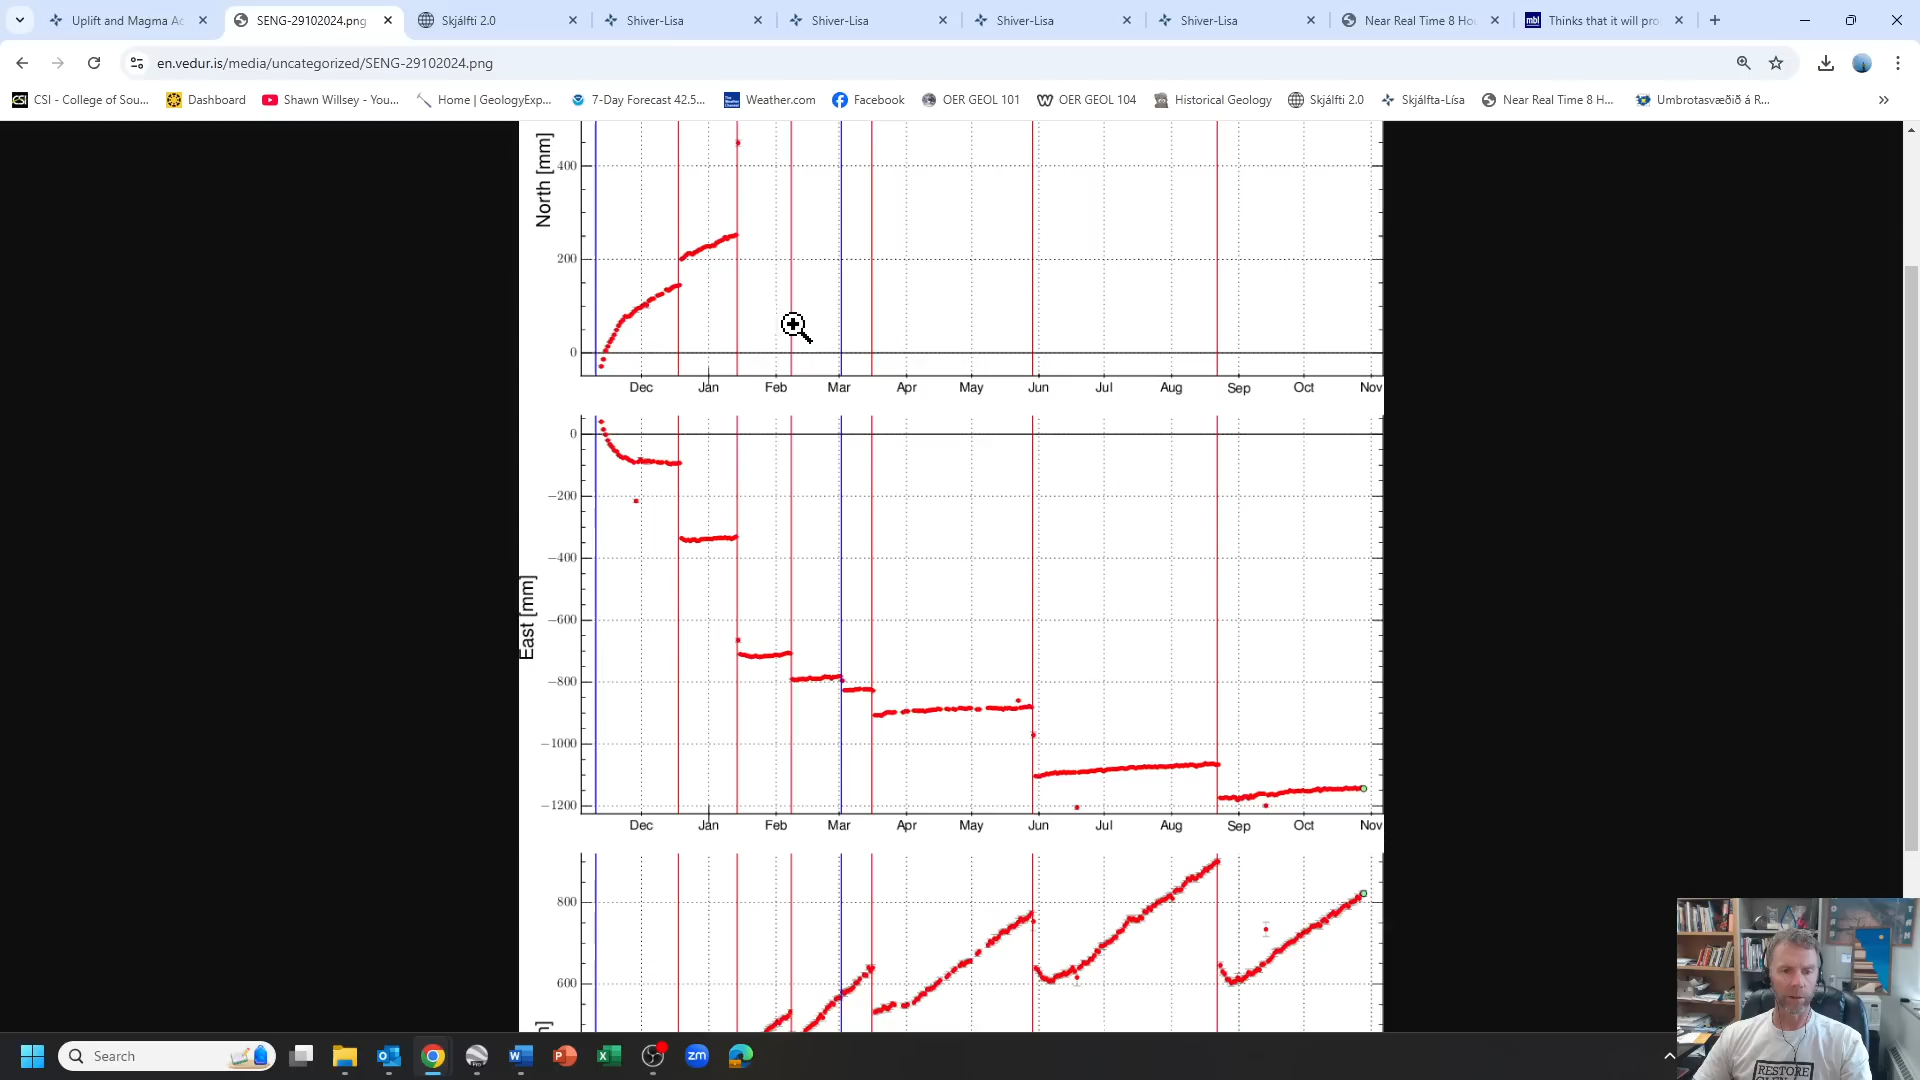 Uplift and Magma Ac
SENG-29102024.png
Skjálfti 2.0
Shiver-Lisa
Shiver-Lisa
Shiver-Lisa
Shiver-Lisa
Near Real Time 8 Hou
mbl
Thinks that it will pro
en.vedur.is/media/uncategorized/SENG-29102024.png
CSI
CSI - College of Sou...
Dashboard
Shawn Willsey - You...
Home | GeologyExp...
7-Day Forecast 42.5...
Weather.com
Facebook
OER GEOL 101
OER GEOL 104
Historical Geology
Skjálfti 2.0
Skjálfta-Lísa
Near Real Time 8 H...
Umbrotasvæðið á R...
North [mm]
400
200
0
Dec Jan Feb Mar Apr May Jun Jul Aug Sep Oct Nov
East [mm]
0
−200
−400
−600
−800
−1000
−1200
Dec Jan Feb Mar Apr May Jun Jul Aug Sep Oct Nov
800
600
Search
zm
RESTORE